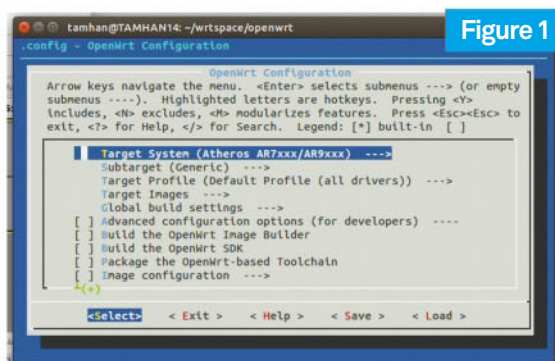 Figure 1
tamhan@TAMHAN14: ~/wrtspace/openwrt
.config - OpenWrt Configuration
OpenWrt Configuration
Arrow keys navigate the menu. <Enter> selects submenus ---> (or empty
submenus ----). Highlighted letters are hotkeys. Pressing <Y>
includes, <N> excludes, <M> modularizes features. Press <Esc><Esc> to
exit, <?> for Help, </> for Search. Legend: [*] built-in [ ]
Target System (Atheros AR7xxx/AR9xxx) --->
Subtarget (Generic) --->
Target Profile (Default Profile (all drivers)) --->
Target Images --->
Global build settings --->
[ ] Advanced configuration options (for developers) ----
[ ] Build the OpenWrt Image Builder
[ ] Build the OpenWrt SDK
[ ] Package the OpenWrt-based Toolchain
[ ] Image configuration --->
┴(+)
<Select> < Exit > < Help > < Save > < Load >